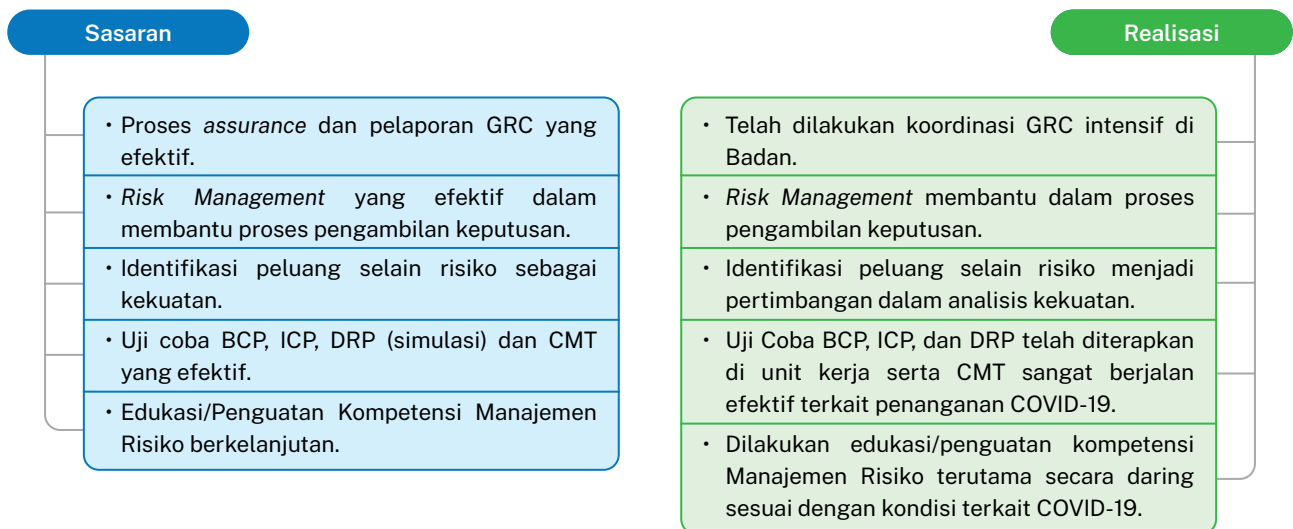 Sasaran
• Proses assurance dan pelaporan GRC yang
efektif.
• Risk Management yang efektif dalam
membantu proses pengambilan keputusan.
• Identifikasi peluang selain risiko sebagai
kekuatan.
• Uji coba BCP, ICP, DRP (simulasi) dan CMT
yang efektif.
• Edukasi/Penguatan Kompetensi Manajemen
Risiko berkelanjutan.
Realisasi
• Telah dilakukan koordinasi GRC intensif di
Badan.
• Risk Management membantu dalam proses
pengambilan keputusan.
• Identifikasi peluang selain risiko menjadi
pertimbangan dalam analisis kekuatan.
• Uji Coba BCP, ICP, dan DRP telah diterapkan
di unit kerja serta CMT sangat berjalan
efektif terkait penanganan COVID-19.
• Dilakukan edukasi/penguatan kompetensi
Manajemen Risiko terutama secara daring
sesuai dengan kondisi terkait COVID-19.